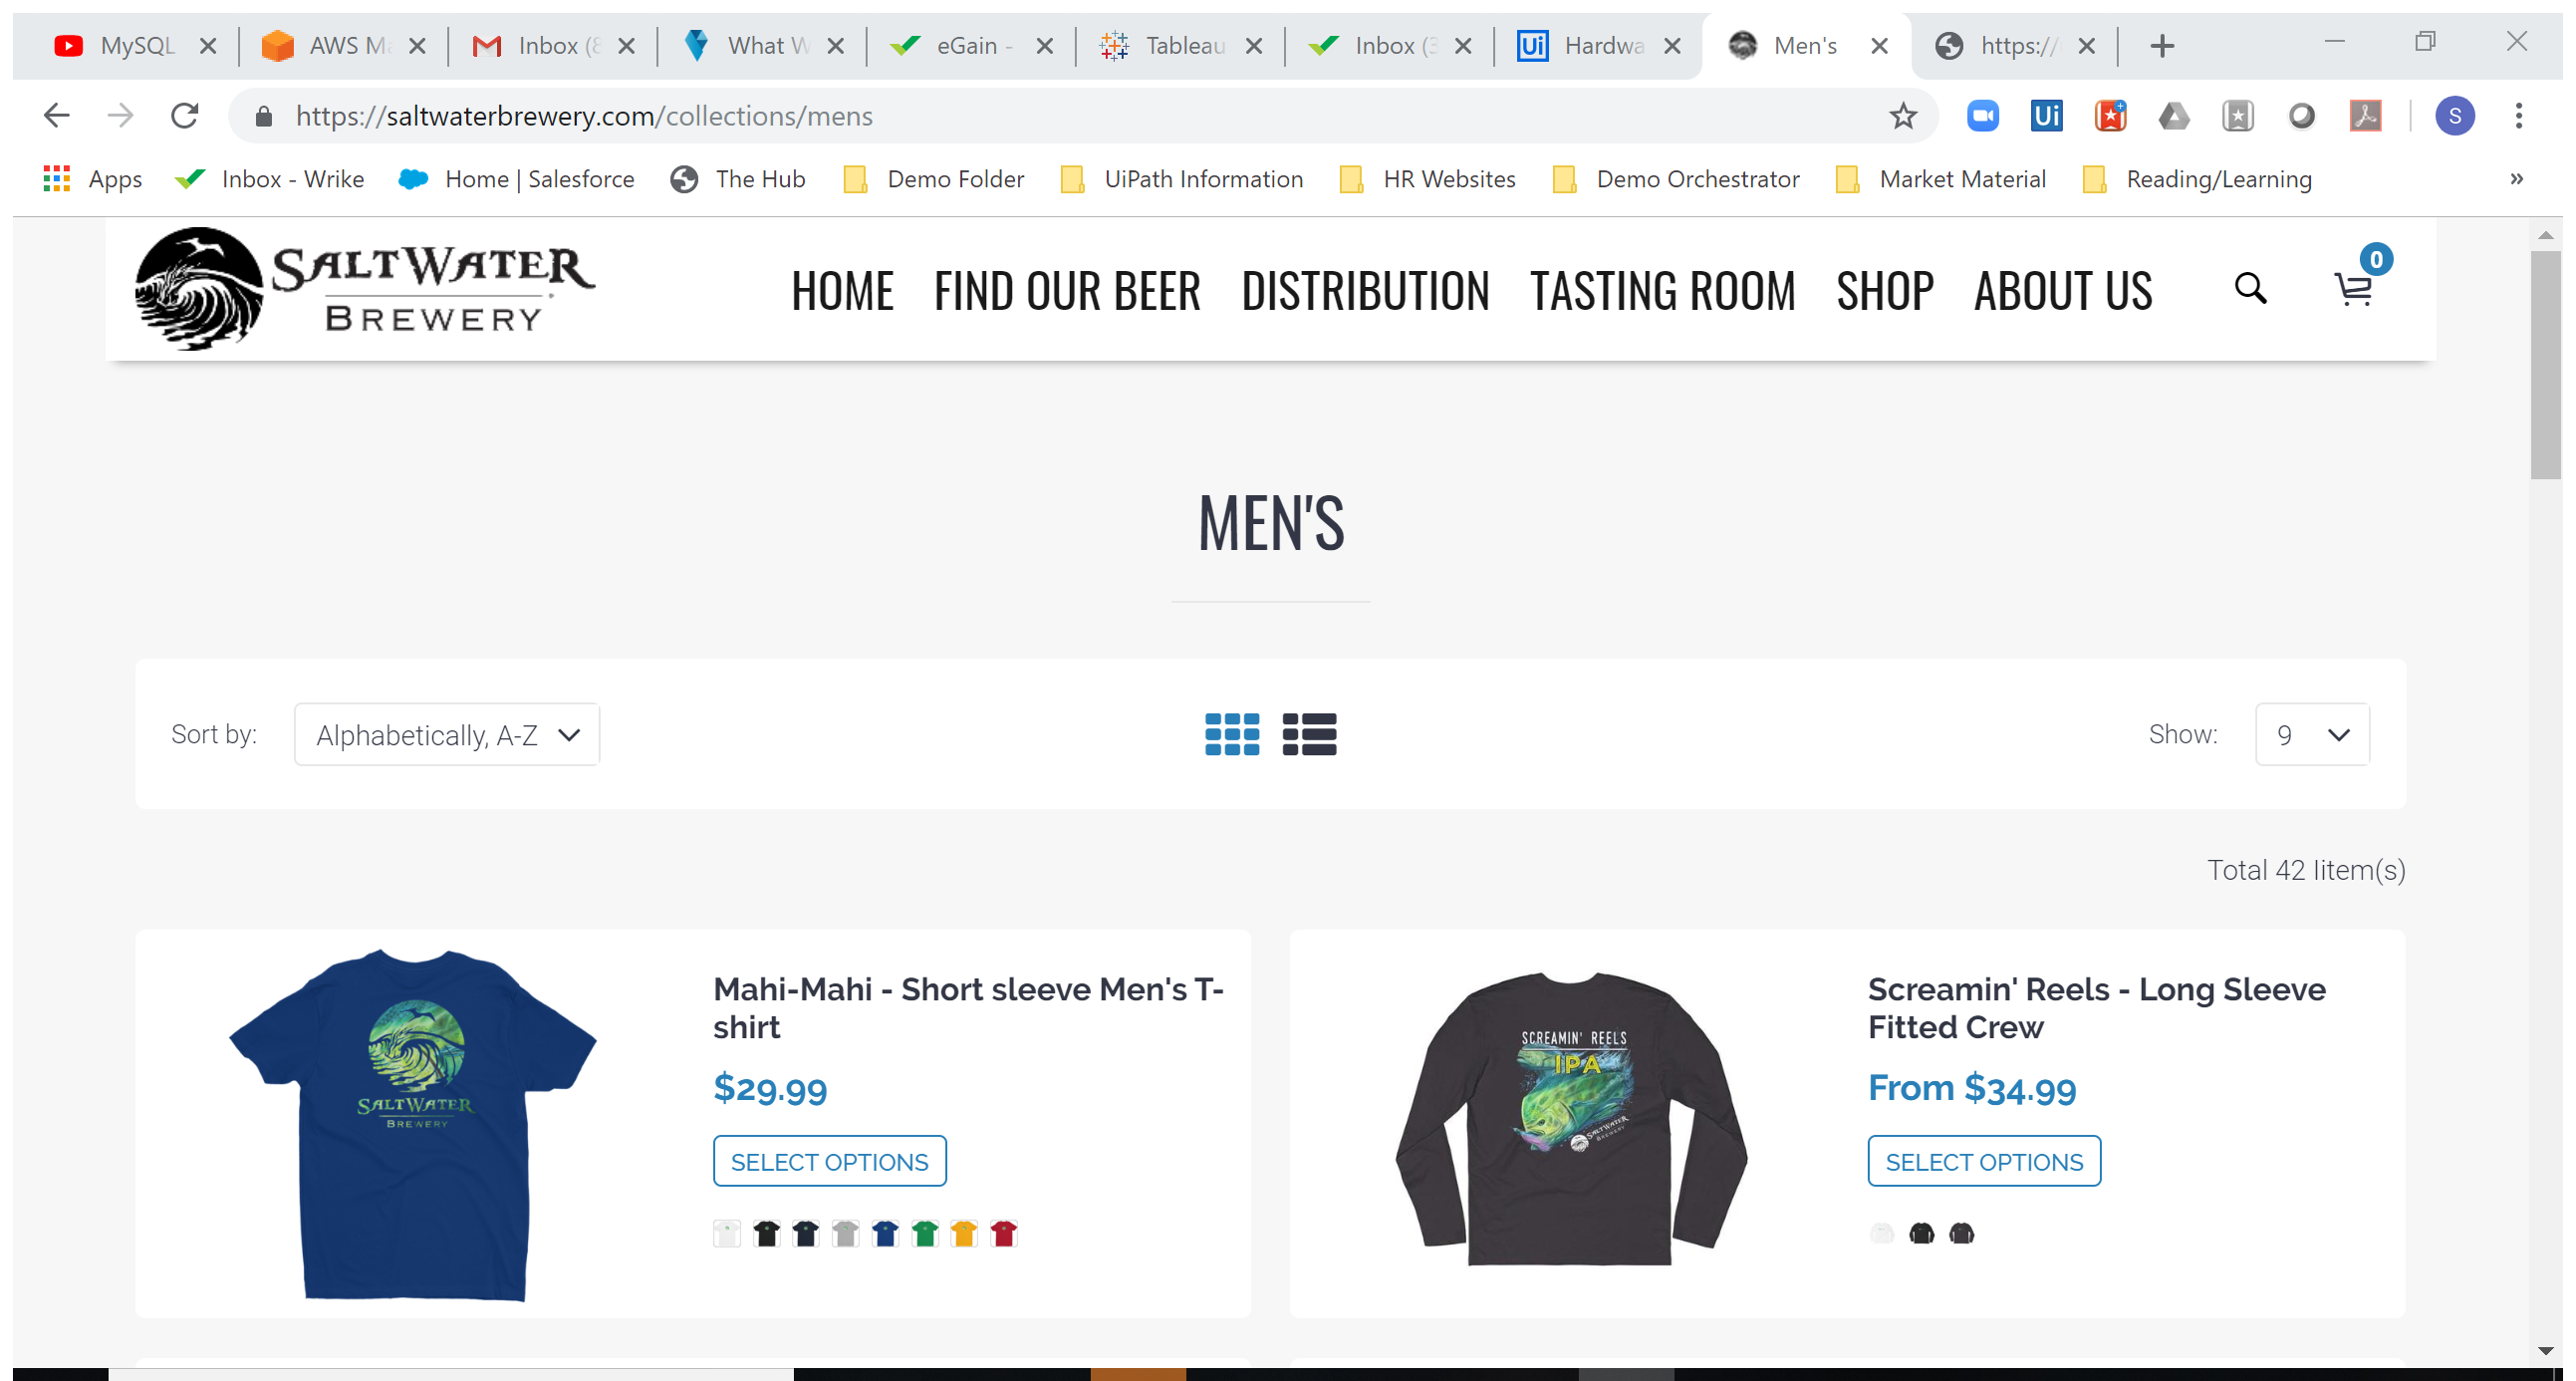 MySQL
AWS
Inbox (8
What W
eGain -
Tableau
Inbox (3
Hardwa
Men's
https://
https://saltwaterbrewery.com/collections/mens
Ui
S
Apps
Inbox - Wrike
Home | Salesforce
The Hub
Demo Folder
UiPath Information
HR Websites
Demo Orchestrator
Market Material
Reading/Learning
»
SALTWATER
BREWERY
HOME
FIND OUR BEER
DISTRIBUTION
TASTING ROOM
SHOP
ABOUT US
0
MEN'S
Sort by:
Alphabetically, A-Z
Show:
9
Total 42 Iitem(s)
SALTWATER
BREWERY
Mahi-Mahi - Short sleeve Men's T-
shirt
$29.99
SELECT OPTIONS
SCREAMIN' REELS
IPA
SALTWATER
BREWERY
Screamin' Reels - Long Sleeve
Fitted Crew
From $34.99
SELECT OPTIONS